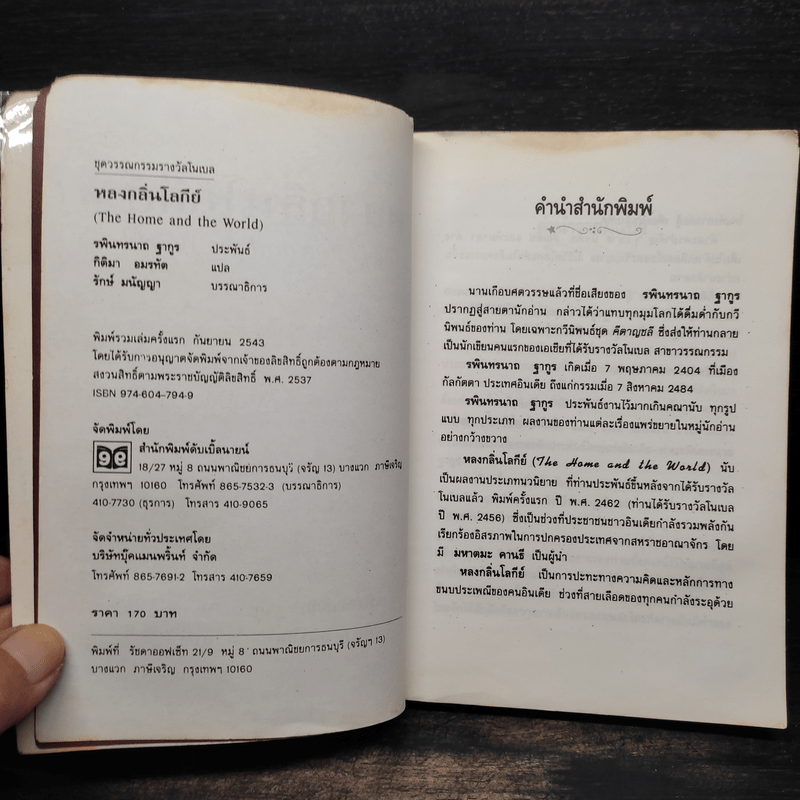 ชุดวรรณกรรมรางวัลโนเบล
หลงกลิ่นโลกีย์
(The Home and the World)
รพินทรนาถ ฐากูร ประพันธ์
กิติมา อมรทัต แปล
รักษ์ มนัญญา บรรณาธิการ
พิมพ์รวมเล่มครั้งแรก กันยายน 2543
โดยได้รับการอนุญาตจัดพิมพ์จากเจ้าของลิขสิทธิ์ถูกต้องตามกฎหมาย
สงวนสิทธิ์ตามพระราชบัญญัติลิขสิทธิ์ พ.ศ. 2537
ISBN 974-604-794-9
จัดพิมพ์โดย
สำนักพิมพ์ดับเบิ้ลนายน์
18/27 หมู่ 8 ถนนพาณิชยการธนบุรี (จรัญ 13) บางแวก ภาษีเจริญ
กรุงเทพฯ 10160 โทรศัพท์ 865-7532-3 (บรรณาธิการ)
410-7730 (ธุรการ) โทรสาร 410-9065
จัดจำหน่ายทั่วประเทศโดย
บริษัทบุ๊คแมนพริ้นท์ จำกัด
โทรศัพท์ 865-7691-2 โทรสาร 410-7659
ราคา 170 บาท
พิมพ์ที่ รัชดาออฟเซ็ท 21/9 หมู่ 8 ถนนพาณิชยการธนบุรี (จรัญฯ 13)
บางแวก ภาษีเจริญ กรุงเทพฯ 10160
คำนำสำนักพิมพ์
นานเกือบศตวรรษแล้วที่ชื่อเสียงของ รพินทรนาถ ฐากูร
ปรากฏสู่สายตานักอ่าน กล่าวได้ว่าแทบทุกมุมโลกได้ดื่มด่ำกับกวี
นิพนธ์ของท่าน โดยเฉพาะกวีนิพนธ์ชุด คีตาญชลี ซึ่งส่งให้ท่านกลาย
เป็นนักเขียนคนแรกของเอเชียที่ได้รับรางวัลโนเบล สาขาวรรณกรรม
รพินทรนาถ ฐากูร เกิดเมื่อ 7 พฤษภาคม 2404 ที่เมือง
กัลกัตตา ประเทศอินเดีย ถึงแก่กรรมเมื่อ 7 สิงหาคม 2484
รพินทรนาถ ฐากูร ประพันธ์งานไว้มากเกินคณานับ ทุกรูป
แบบ ทุกประเภท ผลงานของท่านแต่ละเรื่องแพร่ขยายในหมู่นักอ่าน
อย่างกว้างขวาง
หลงกลิ่นโลกีย์ (The Home and the World) นับ
เป็นผลงานประเภทนวนิยาย ที่ท่านประพันธ์ขึ้นหลังจากได้รับรางวัล
โนเบลแล้ว พิมพ์ครั้งแรก ปี พ.ศ. 2462 (ท่านได้รับรางวัลโนเบล
ปี พ.ศ. 2456) ซึ่งเป็นช่วงที่ประชาชนชาวอินเดียกำลังรวมพลังกัน
เรียกร้องอิสรภาพในการปกครองประเทศจากสหราชอาณาจักร โดย
มี มหาตมะ คานธี เป็นผู้นำ
หลงกลิ่นโลกีย์ เป็นการปะทะทางความคิดและหลักการทาง
ขนบประเพณีของคนอินเดีย ช่วงที่สายเลือดของทุกคนกำลังระอุด้วย